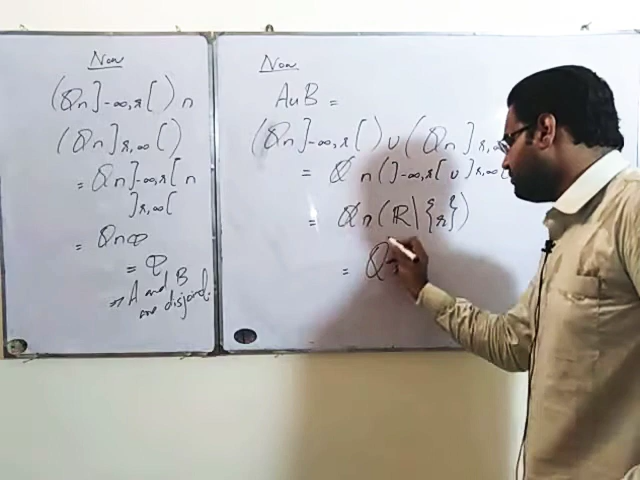 Now
(Qn]-∞,r[) n
(Qn]r,∞[)
= Qn]-∞,r[ n
]r,∞[
= Qnφ
= φ
⇒ A and B
are disjoint.
Now
AuB =
(Qn]-∞,r[) u (Qn]r,∞
= Q n (]-∞,r[ u ]r,∞[
= Q n (ℝ\{r})
= Q